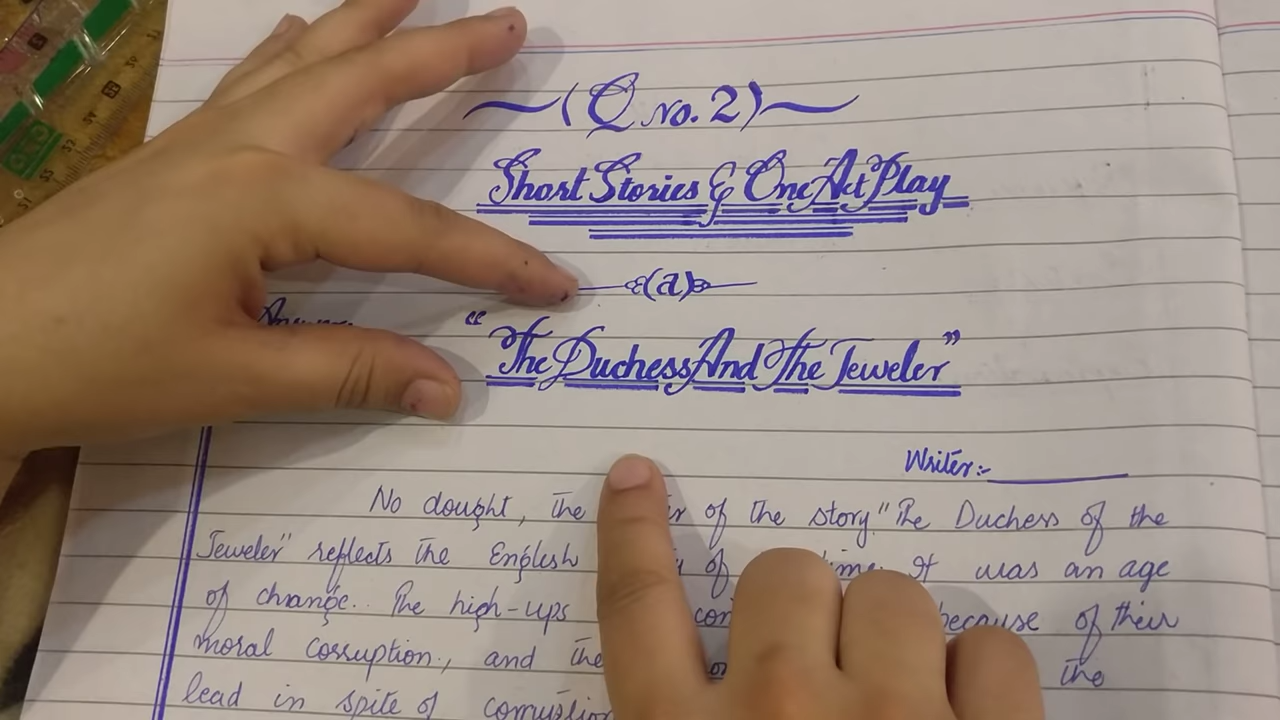 (Q No. 2)
Short Stories & One Act Play
(a)
"The Duchess And The Jeweler"
Writer:-
No dought, the of the story "The Duchess of the
Jeweler" reflects the English of time. It was an age
of change.. The high-ups because of their
moral corruption., and the the
lead in spite of